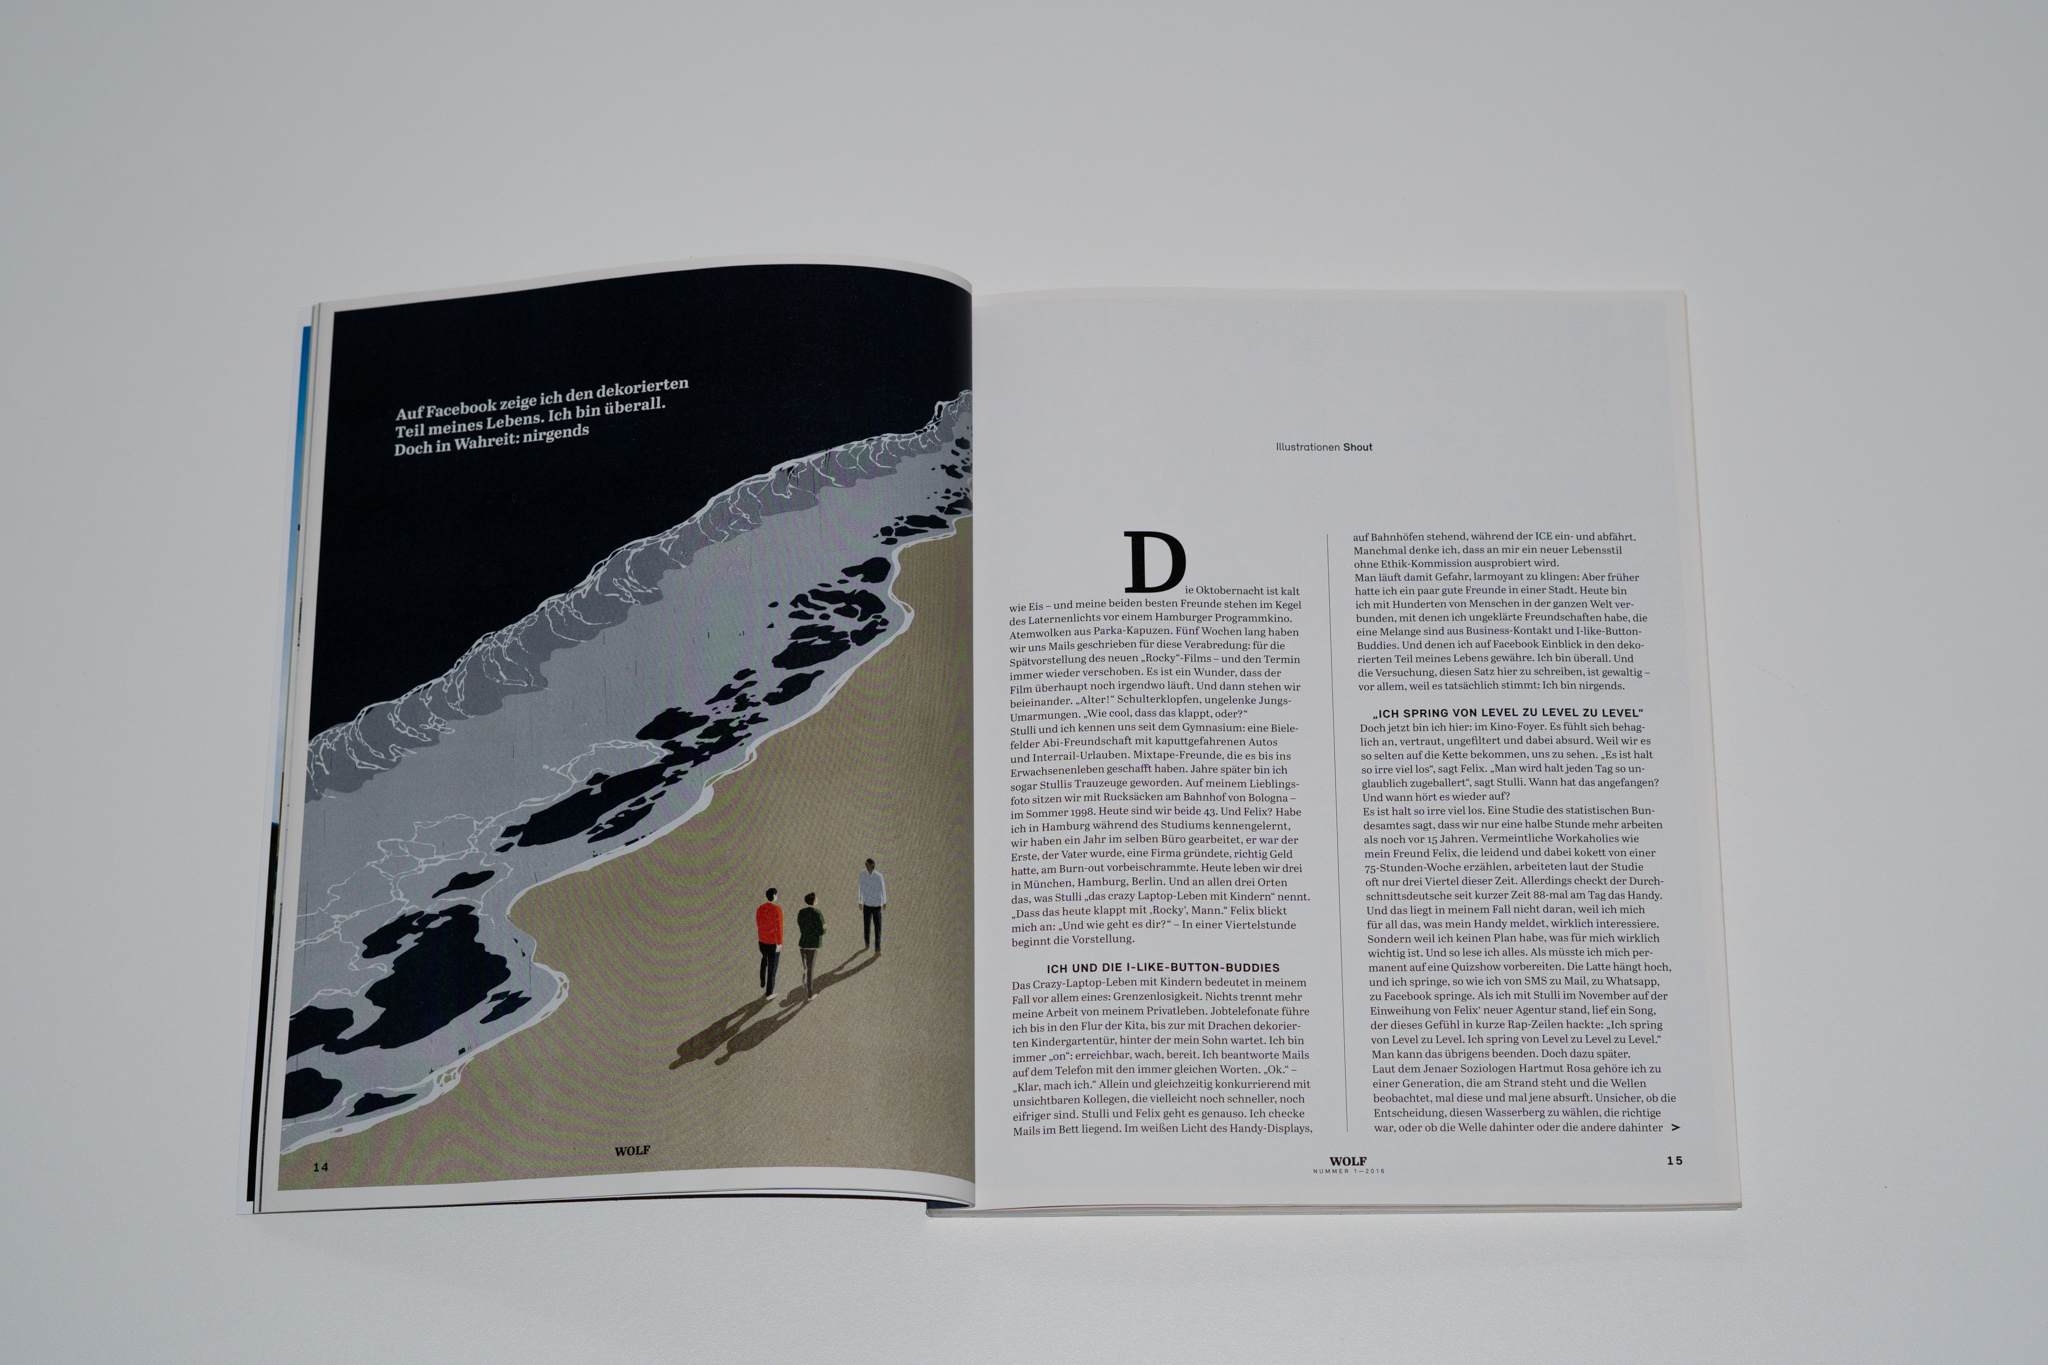 Auf Facebook zeige ich den dekorierten
Teil meines Lebens. Ich bin überall.
Doch in Wahreit: nirgends
14
WOLF
Illustrationen Shout
Die Oktobernacht ist kalt
wie Eis – und meine beiden besten Freunde stehen im Kegel
des Laternenlichts vor einem Hamburger Programmkino.
Atemwolken aus Parka-Kapuzen. Fünf Wochen lang haben
wir uns Mails geschrieben für diese Verabredung: für die
Spätvorstellung des neuen „Rocky“-Films – und den Termin
immer wieder verschoben. Es ist ein Wunder, dass der
Film überhaupt noch irgendwo läuft. Und dann stehen wir
beieinander. „Alter!“ Schulterklopfen, ungelenke Jungs-
Umarmungen. „Wie cool, dass das klappt, oder?“
Stulli und ich kennen uns seit dem Gymnasium: eine Biele-
felder Abi-Freundschaft mit kaputtgefahrenen Autos
und Interrail-Urlauben. Mixtape-Freunde, die es bis ins
Erwachsenenleben geschafft haben. Jahre später bin ich
sogar Stullis Trauzeuge geworden. Auf meinem Lieblings-
foto sitzen wir mit Rucksäcken am Bahnhof von Bologna –
im Sommer 1998. Heute sind wir beide 43. Und Felix? Habe
ich in Hamburg während des Studiums kennengelernt,
wir haben ein Jahr im selben Büro gearbeitet, er war der
Erste, der Vater wurde, eine Firma gründete, richtig Geld
hatte, am Burn-out vorbeischrammte. Heute leben wir drei
in München, Hamburg, Berlin. Und an allen drei Orten
das, was Stulli „das crazy Laptop-Leben mit Kindern“ nennt.
„Dass das heute klappt mit ‚Rocky‘, Mann.“ Felix blickt
mich an: „Und wie geht es dir?“ – In einer Viertelstunde
beginnt die Vorstellung.
ICH UND DIE I-LIKE-BUTTON-BUDDIES
Das Crazy-Laptop-Leben mit Kindern bedeutet in meinem
Fall vor allem eines: Grenzenlosigkeit. Nichts trennt mehr
meine Arbeit von meinem Privatleben. Jobtelefonate führe
ich bis in den Flur der Kita, bis zur mit Drachen dekorier-
ten Kindergartentür, hinter der mein Sohn wartet. Ich bin
immer „on“: erreichbar, wach, bereit. Ich beantworte Mails
auf dem Telefon mit den immer gleichen Worten. „Ok.“ –
„Klar, mach ich.“ Allein und gleichzeitig konkurrierend mit
unsichtbaren Kollegen, die vielleicht noch schneller, noch
eifriger sind. Stulli und Felix geht es genauso. Ich checke
Mails im Bett liegend. Im weißen Licht des Handy-Displays,
auf Bahnhöfen stehend, während der ICE ein- und abfährt.
Manchmal denke ich, dass an mir ein neuer Lebensstil
ohne Ethik-Kommission ausprobiert wird.
Man läuft damit Gefahr, larmoyant zu klingen: Aber früher
hatte ich ein paar gute Freunde in einer Stadt. Heute bin
ich mit Hunderten von Menschen in der ganzen Welt ver-
bunden, mit denen ich ungeklärte Freundschaften habe, die
eine Melange sind aus Business-Kontakt und I-like-Button-
Buddies. Und denen ich auf Facebook Einblick in den deko-
rierten Teil meines Lebens gewähre. Ich bin überall. Und
die Versuchung, diesen Satz hier zu schreiben, ist gewaltig –
vor allem, weil es tatsächlich stimmt: Ich bin nirgends.
„ICH SPRING VON LEVEL ZU LEVEL ZU LEVEL“
Doch jetzt bin ich hier: im Kino-Foyer. Es fühlt sich behag-
lich an, vertraut, ungefiltert und dabei absurd. Weil wir es
so selten auf die Kette bekommen, uns zu sehen. „Es ist halt
so irre viel los“, sagt Felix. „Man wird halt jeden Tag so un-
glaublich zugeballert“, sagt Stulli. Wann hat das angefangen?
Und wann hört es wieder auf?
Es ist halt so irre viel los. Eine Studie des statistischen Bun-
desamtes sagt, dass wir nur eine halbe Stunde mehr arbeiten
als noch vor 15 Jahren. Vermeintliche Workaholics wie
mein Freund Felix, die leidend und dabei kokett von einer
75-Stunden-Woche erzählen, arbeiteten laut der Studie
oft nur drei Viertel dieser Zeit. Allerdings checkt der Durch-
schnittsdeutsche seit kurzer Zeit 88-mal am Tag das Handy.
Und das liegt in meinem Fall nicht daran, weil ich mich
für all das, was mein Handy meldet, wirklich interessiere.
Sondern weil ich keinen Plan habe, was für mich wirklich
wichtig ist. Und so lese ich alles. Als müsste ich mich per-
manent auf eine Quizshow vorbereiten. Die Latte hängt hoch,
und ich springe, so wie ich von SMS zu Mail, zu Whatsapp,
zu Facebook springe. Als ich mit Stulli im November auf der
Einweihung von Felix‘ neuer Agentur stand, lief ein Song,
der dieses Gefühl in kurze Rap-Zeilen hackte: „Ich spring
von Level zu Level. Ich spring von Level zu Level zu Level.“
Man kann das übrigens beenden. Doch dazu später.
Laut dem Jenaer Soziologen Hartmut Rosa gehöre ich zu
einer Generation, die am Strand steht und die Wellen
beobachtet, mal diese und mal jene absurft. Unsicher, ob die
Entscheidung, diesen Wasserberg zu wählen, die richtige
war, oder ob die Welle dahinter oder die andere dahinter >
WOLF
NUMMER 1—2016
15